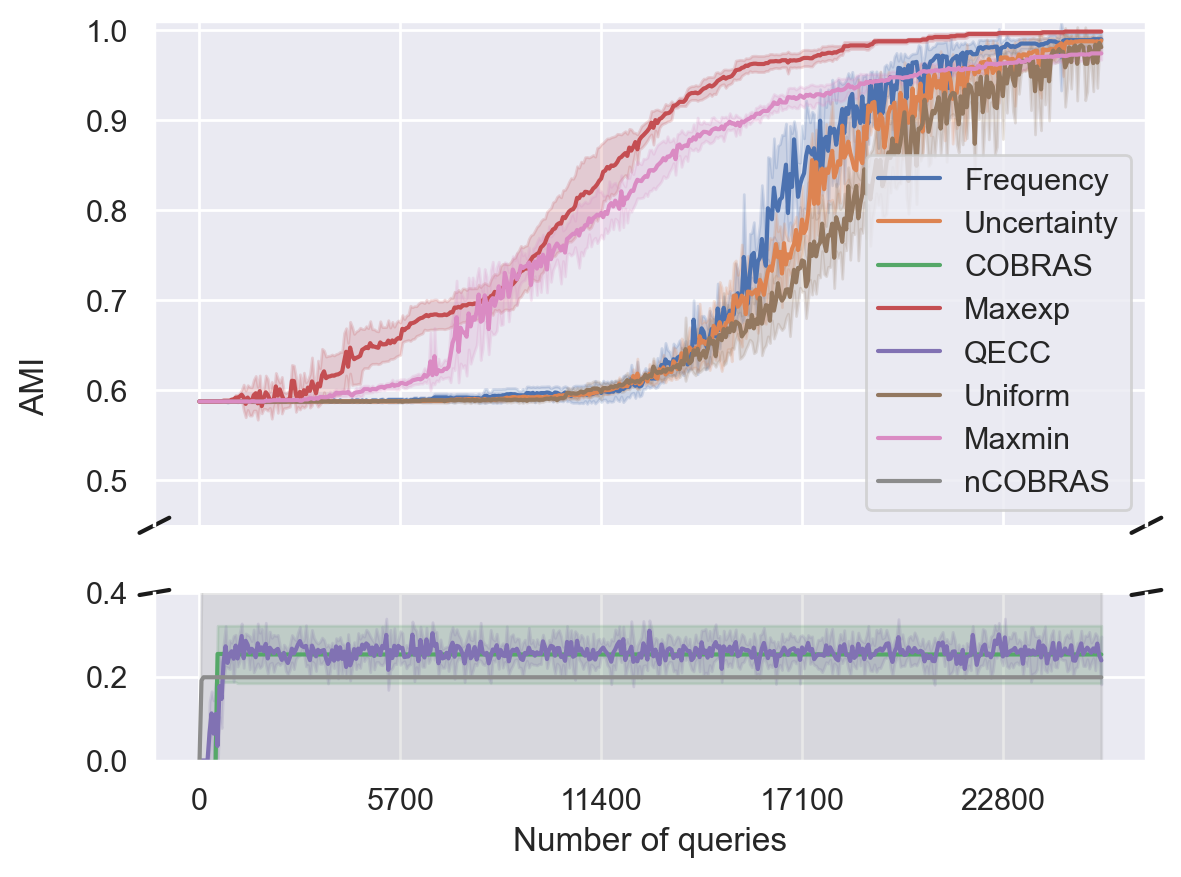 1.0
0.9
0.8
0.7
0.6
0.5
AMI
Frequency
Uncertainty
COBRAS
Maxexp
QECC
Uniform
Maxmin
nCOBRAS
0.4
0.2
0.0
0 5700 11400 17100 22800
Number of queries